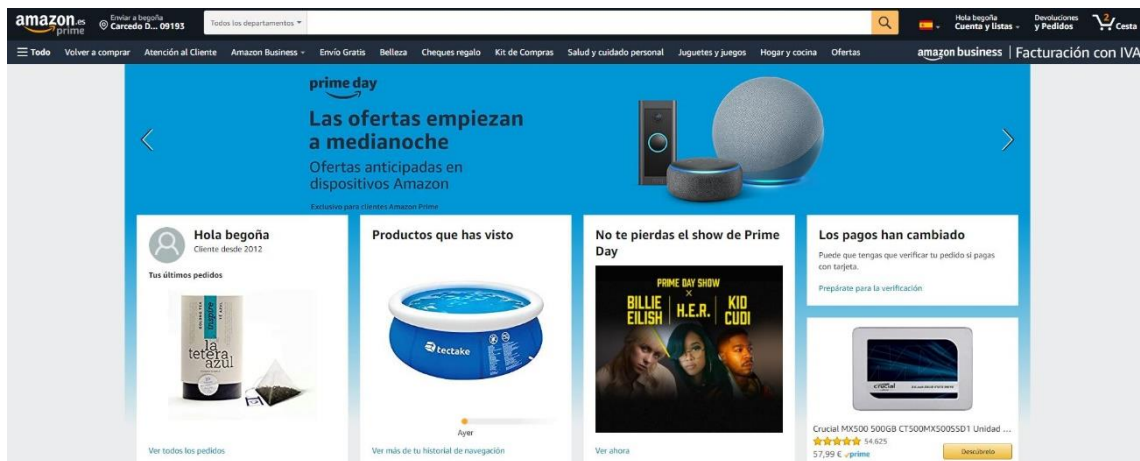 amazon.es
prime
Enviar a begoña
Carcedo D... 09193
Todos los departamentos
Hola begoña
Cuenta y listas
Devoluciones
y Pedidos
2
Cesta
Todo Volver a comprar Atención al Cliente Amazon Business Envío Gratis Belleza Cheques regalo Kit de Compras Salud y cuidado personal Juguetes y juegos Hogar y cocina Ofertas
amazon business | Facturación con IVA
prime day
Las ofertas empiezan
a medianoche
Ofertas anticipadas en
dispositivos Amazon
Exclusivo para clientes Amazon Prime
Hola begoña
Cliente desde 2012
Tus últimos pedidos
inspire
la
tetera
azul
Ver todos los pedidos
Productos que has visto
tectake
Ayer
Ver más de tu historial de navegación
No te pierdas el show de Prime
Day
PRIME DAY SHOW
X
BILLIE
EILISH
H.E.R.
KID
CUDI
Ver ahora
Los pagos han cambiado
Puede que tengas que verificar tu pedido si pagas
con tarjeta.
Prepárate para la verificación
crucial
Crucial MX500 500GB CT500MX500SSD1 Unidad ...
54.625
57,99 € prime
Descúbrelo